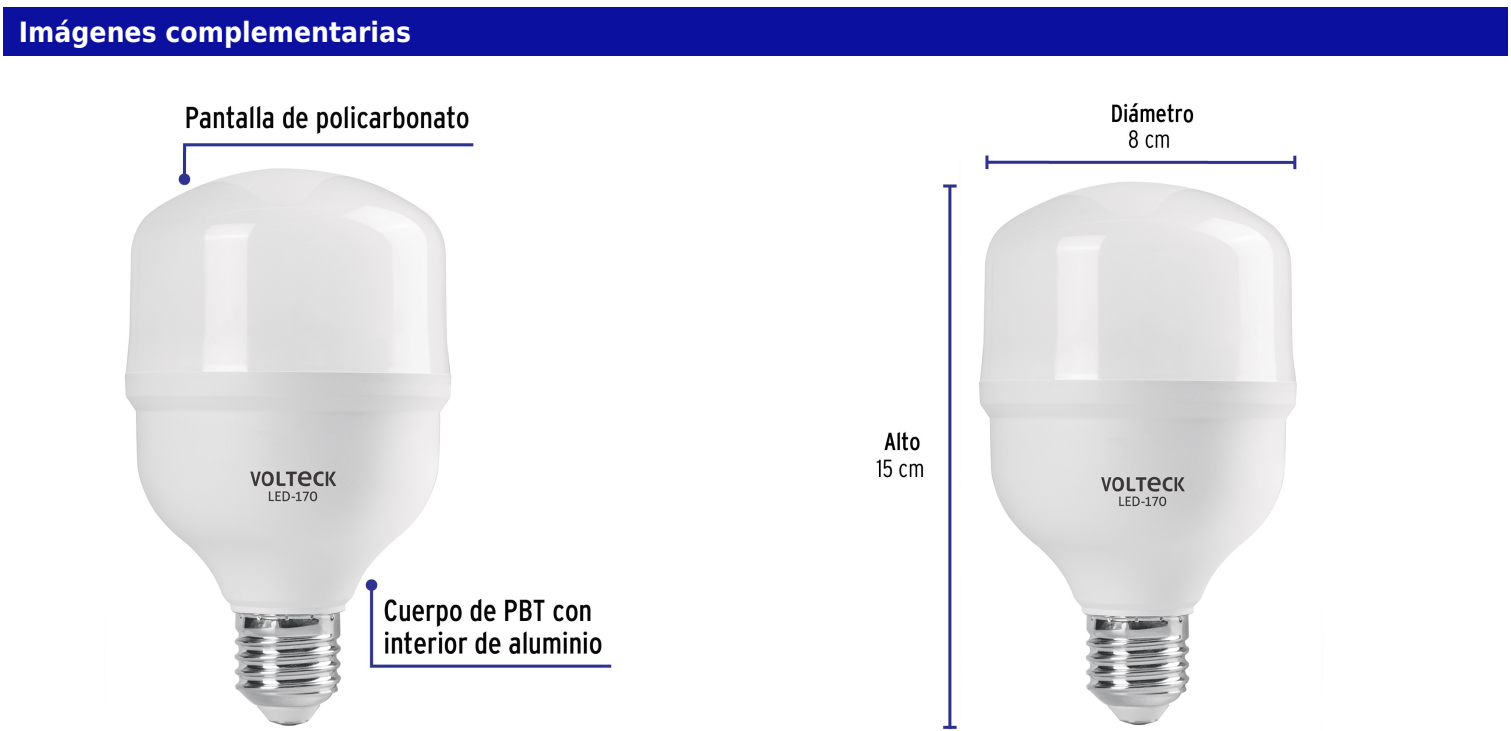 Imágenes complementarias
Pantalla de policarbonato
VOLTECK
LED-170
Cuerpo de PBT con
interior de aluminio
Diámetro
8 cm
Alto
15 cm
VOLTECK
LED-170